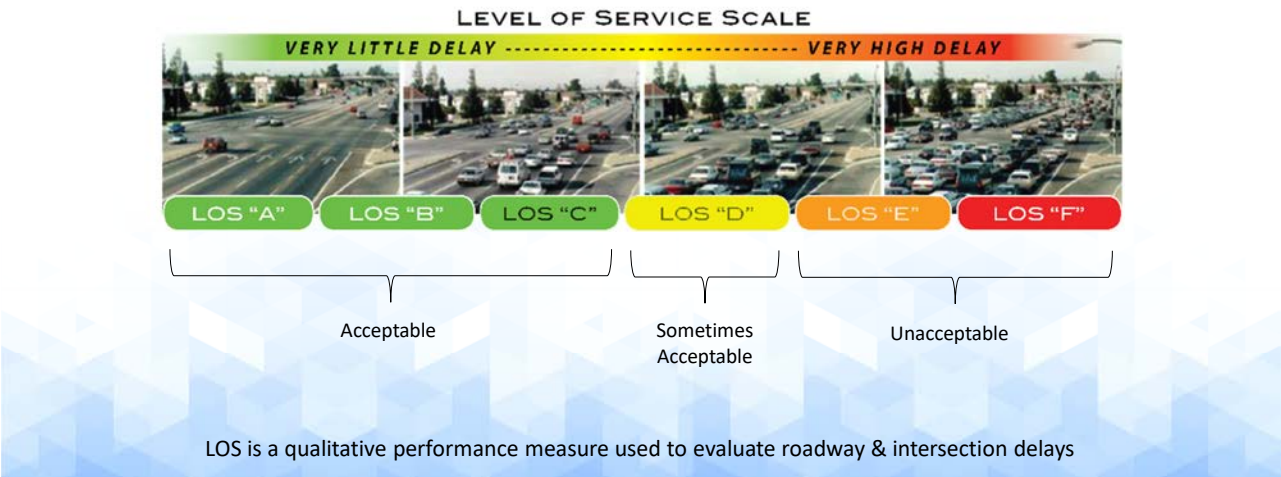 LEVEL OF SERVICE SCALE
VERY LITTLE DELAY ---------------------------- VERY HIGH DELAY
LOS “A” LOS “B” LOS “C” LOS “D” LOS “E” LOS “F”
Acceptable
Sometimes
Acceptable
Unacceptable
LOS is a qualitative performance measure used to evaluate roadway & intersection delays